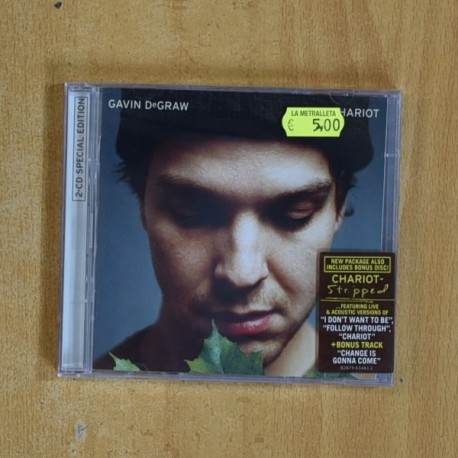 GAVIN DeGRAW
HARIOT
LA METRALLETA
€ 5,00
2-CD SPECIAL EDITION
NEW PACKAGE ALSO
INCLUDES BONUS DISC!
CHARIOT-
Stripped
...FEATURING LIVE
& ACOUSTIC VERSIONS OF
"I DON'T WANT TO BE",
"FOLLOW THROUGH",
"CHARIOT"
+BONUS TRACK
"CHANGE IS
GONNA COME"